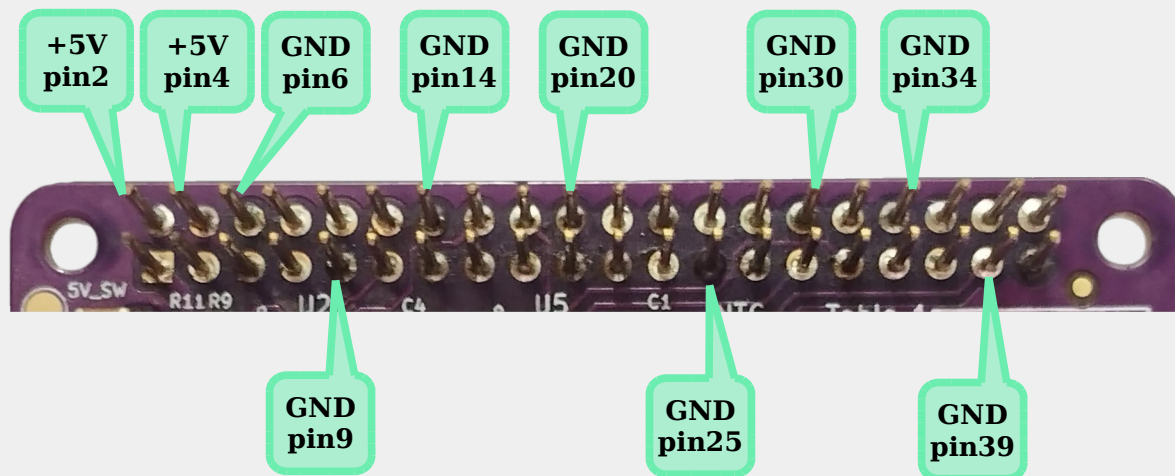 +5V
pin2
+5V
pin4
GND
pin6
GND
pin14
GND
pin20
GND
pin30
GND
pin34
5V_SW
R11 R9
U2
C4
U5
C1
GND
pin9
GND
pin25
GND
pin39